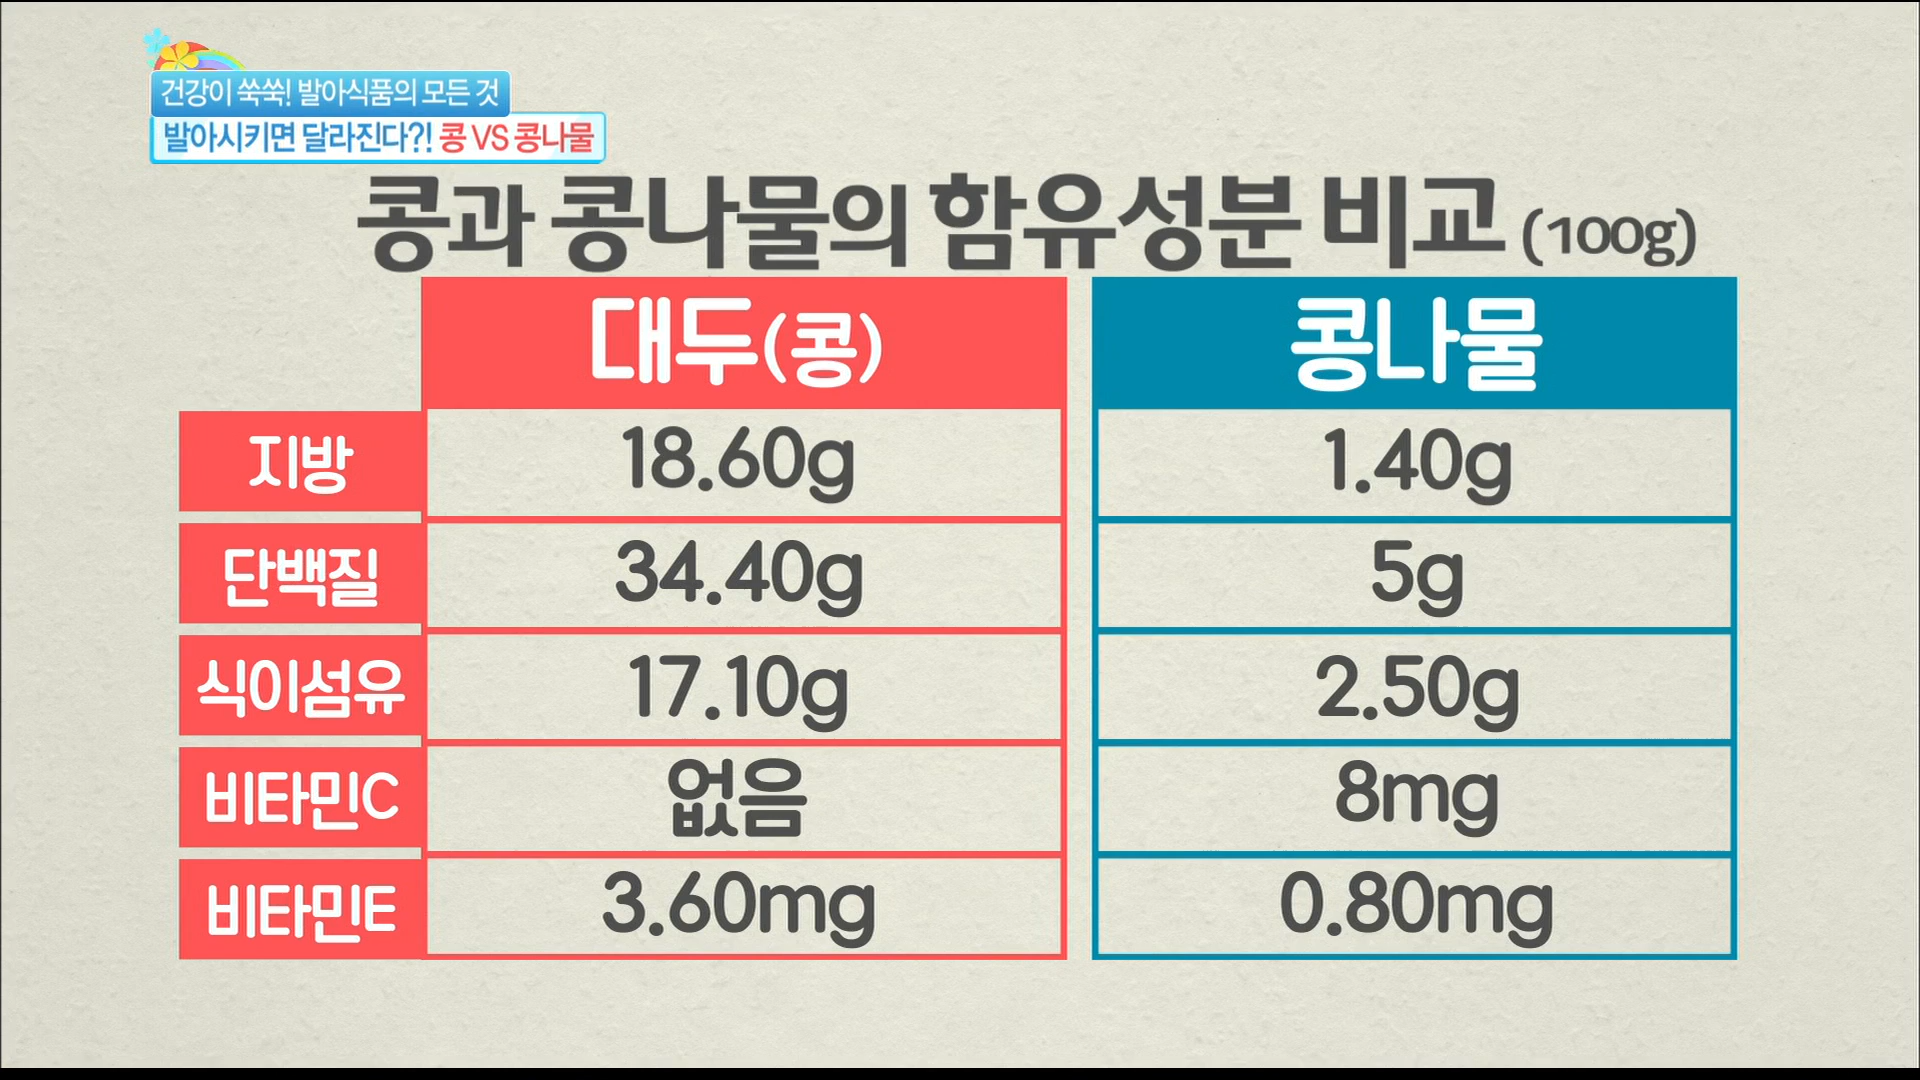 건강이 쑥쑥! 발아식품의 모든 것
발아시키면 달라진다?! 콩 VS 콩나물
콩과 콩나물의 함유성분 비교 (100g)
대두(콩) 콩나물
지방 18.60g 1.40g
단백질 34.40g 5g
식이섬유 17.10g 2.50g
비타민C 없음 8mg
비타민E 3.60mg 0.80mg